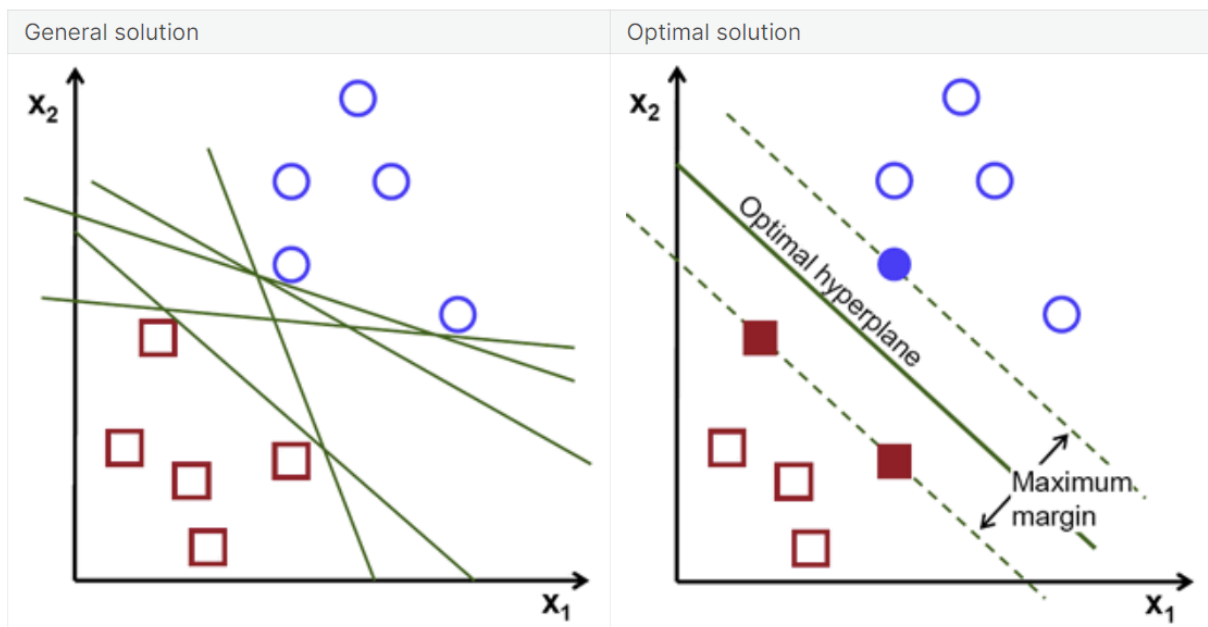 General solution
Optimal solution
x₂
x₁
x₂
Optimal hyperplane
Maximum
margin
x₁